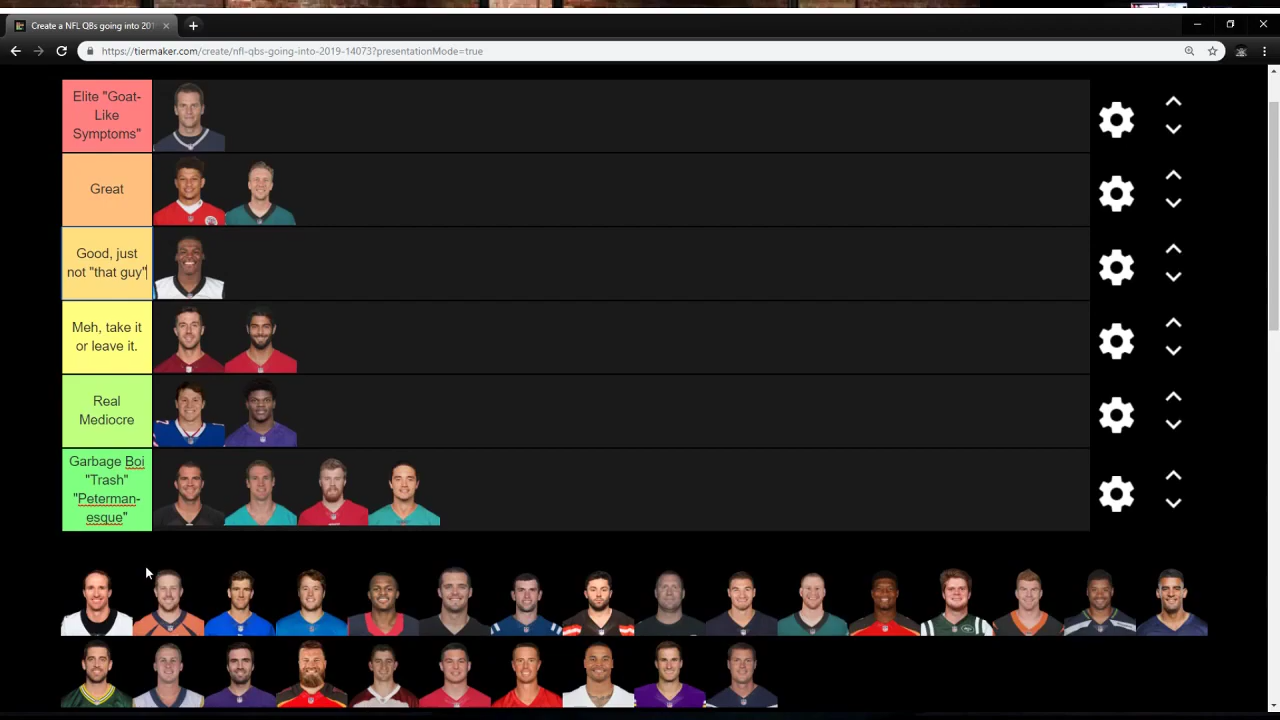 Create a NFL QBs going into 201
https://tiermaker.com/create/nfl-qbs-going-into-2019-14073?presentationMode=true
Elite "Goat-
Like
Symptoms"
Great
Good, just
not "that guy"
Meh, take it
or leave it.
Real
Mediocre
Garbage Boi
"Trash"
"Peterman-
esque"